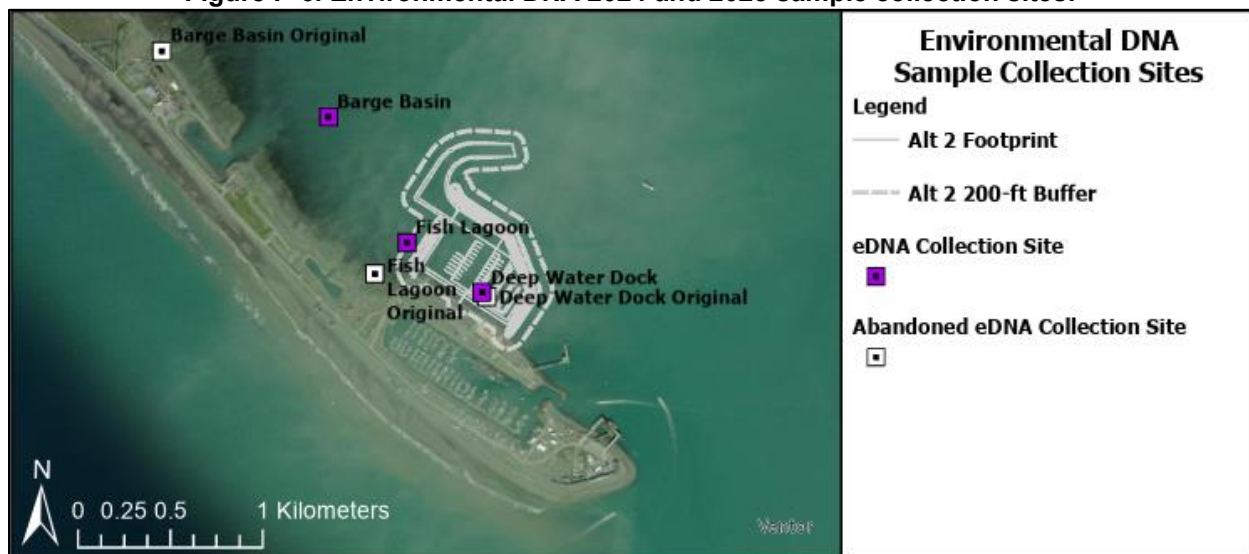 Barge Basin Original
Barge Basin
Fish Lagoon
Fish
Lagoon
Original
Deep Water Dock
Deep Water Dock Original
N
0 0.25 0.5 1 Kilometers
Environmental DNA
Sample Collection Sites
Legend
Alt 2 Footprint
Alt 2 200-ft Buffer
eDNA Collection Site
Abandoned eDNA Collection Site